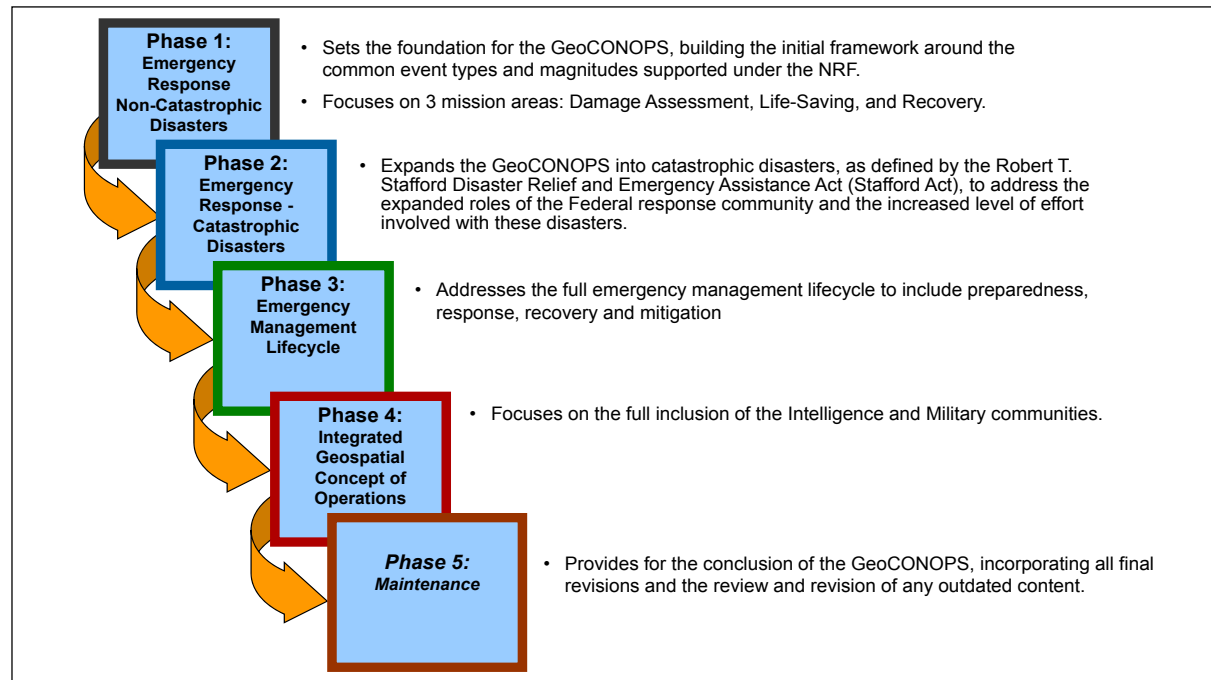 Phase 1:
Emergency
Response
Non-Catastrophic
Disasters
• Sets the foundation for the GeoCONOPS, building the initial framework around the
common event types and magnitudes supported under the NRF.
• Focuses on 3 mission areas: Damage Assessment, Life-Saving, and Recovery.
Phase 2:
Emergency
Response -
Catastrophic
Disasters
• Expands the GeoCONOPS into catastrophic disasters, as defined by the Robert T.
Stafford Disaster Relief and Emergency Assistance Act (Stafford Act), to address the
expanded roles of the Federal response community and the increased level of effort
involved with these disasters.
Phase 3:
Emergency
Management
Lifecycle
• Addresses the full emergency management lifecycle to include preparedness,
response, recovery and mitigation
Phase 4:
Integrated
Geospatial
Concept of
Operations
• Focuses on the full inclusion of the Intelligence and Military communities.
Phase 5:
Maintenance
• Provides for the conclusion of the GeoCONOPS, incorporating all final
revisions and the review and revision of any outdated content.